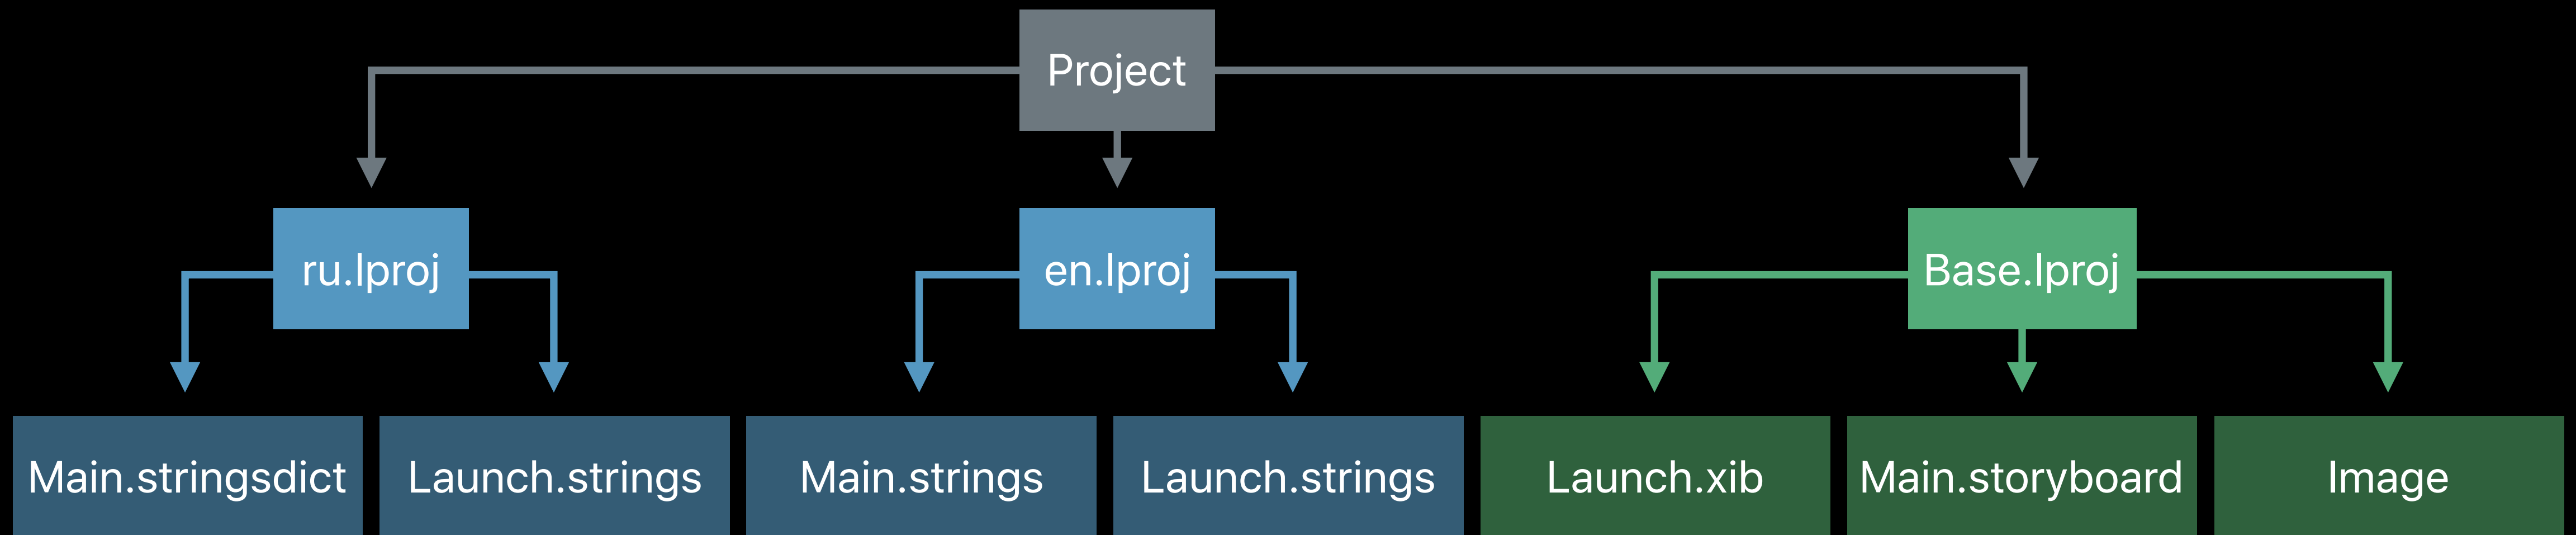 Project
ru.lproj
en.lproj
Base.lproj
Main.stringsdict
Launch.strings
Main.strings
Launch.strings
Launch.xib
Main.storyboard
Image